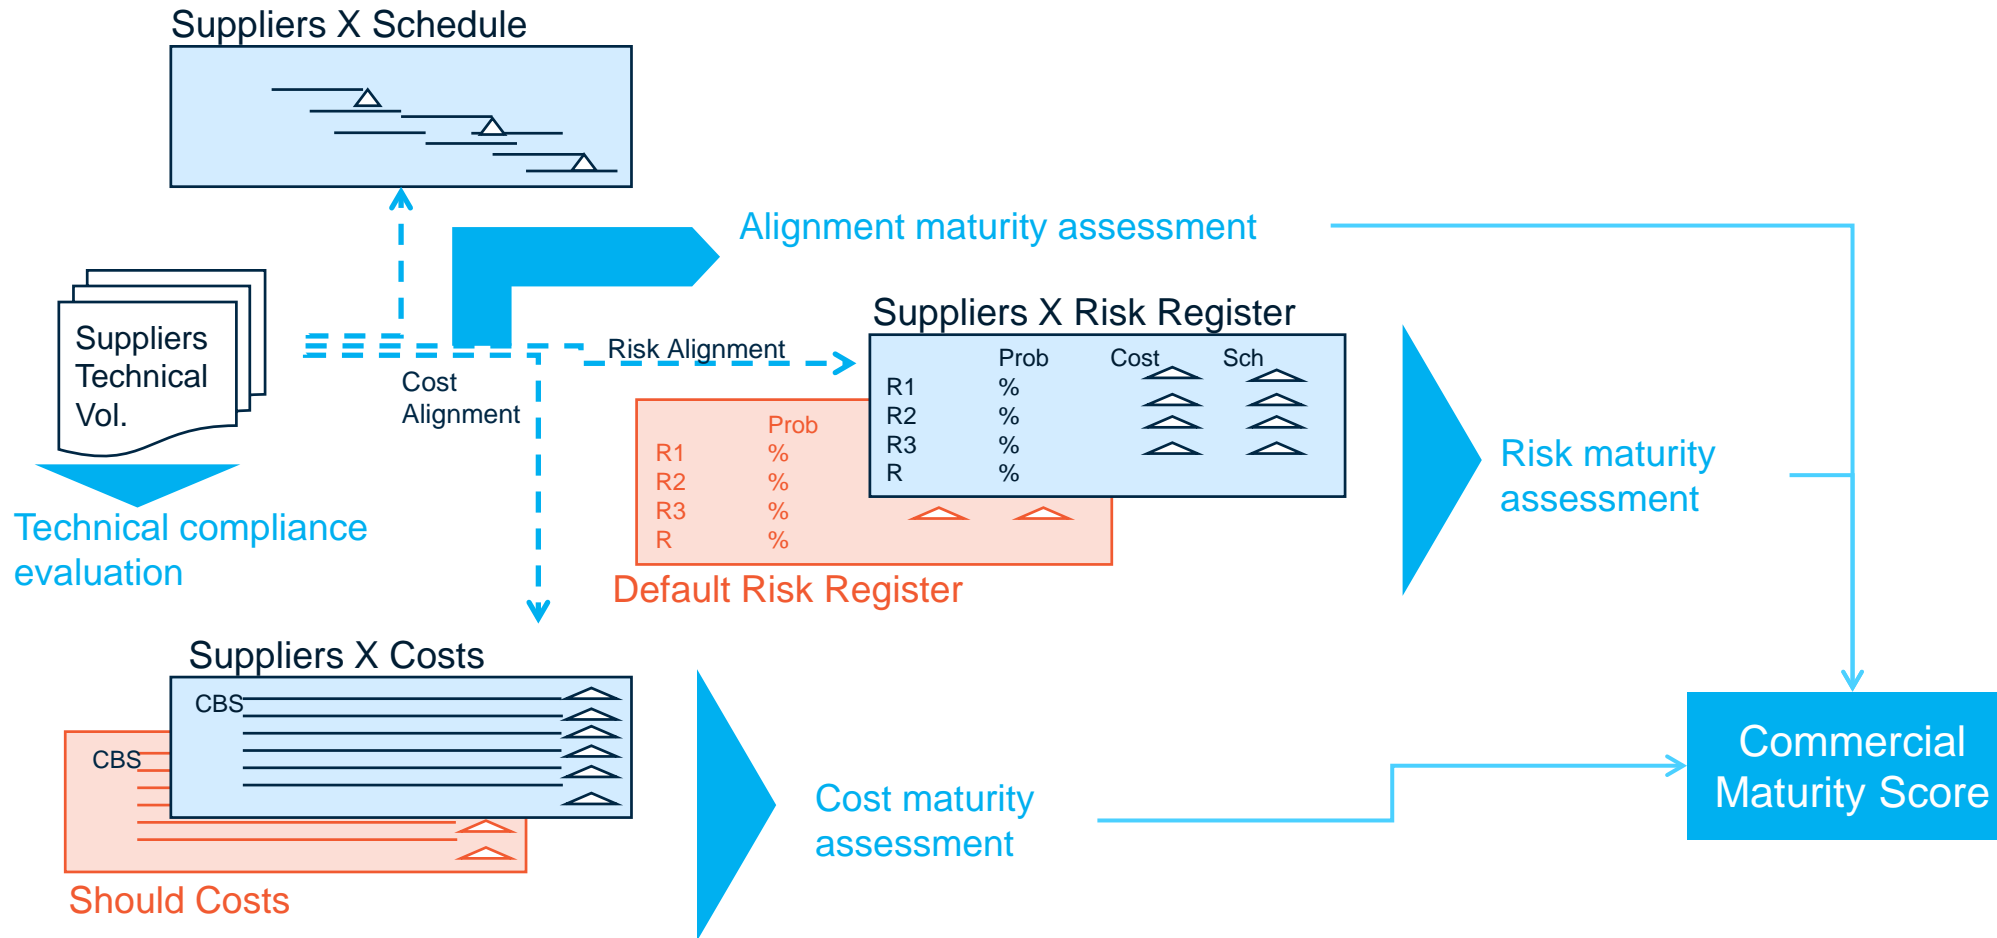 Suppliers X Schedule
Alignment maturity assessment
Suppliers
Technical
Vol.
Technical compliance
evaluation
Cost
Alignment
Risk Alignment
Suppliers X Risk Register
Prob Cost Sch
R1 %
R2 %
R3 %
R %
Prob
R1 %
R2 %
R3 %
R %
Default Risk Register
Risk maturity
assessment
Suppliers X Costs
CBS
CBS
Should Costs
Cost maturity
assessment
Commercial
Maturity Score